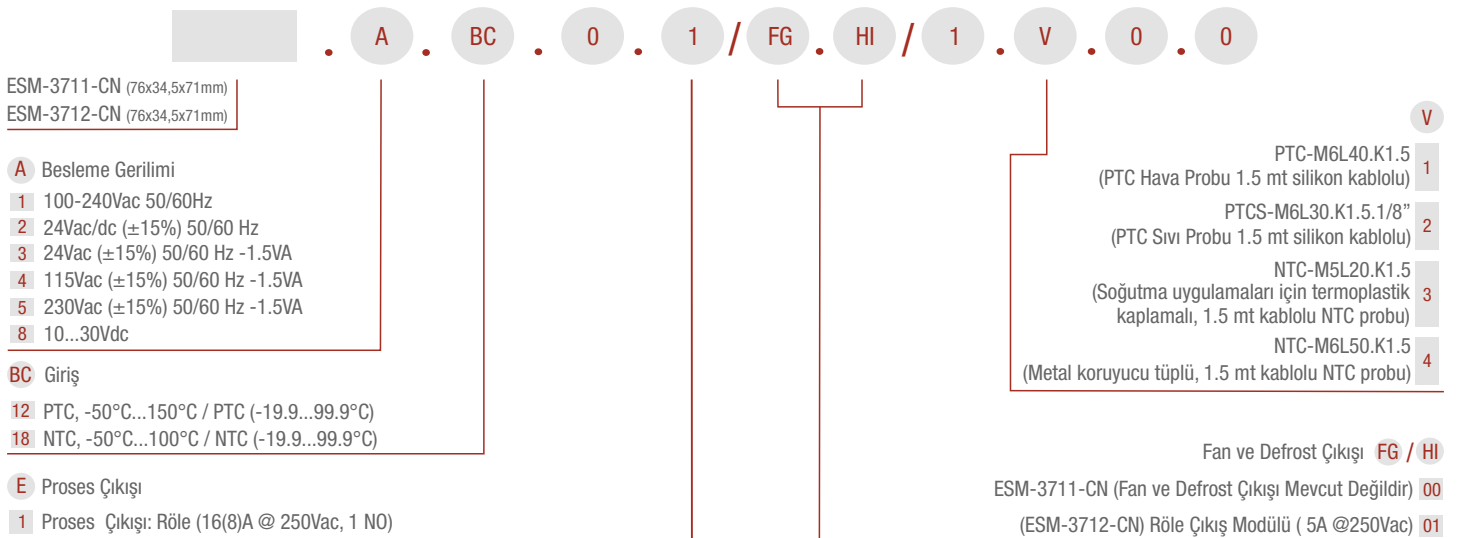 . A . BC . 0 . 1 / FG . HI / 1 . V . 0 . 0
ESM-3711-CN (76x34,5x71mm)
ESM-3712-CN (76x34,5x71mm)
A Besleme Gerilimi
1 100-240Vac 50/60Hz
2 24Vac/dc (±15%) 50/60 Hz
3 24Vac (±15%) 50/60 Hz -1.5VA
4 115Vac (±15%) 50/60 Hz -1.5VA
5 230Vac (±15%) 50/60 Hz -1.5VA
8 10...30Vdc
BC Giriş
12 PTC, -50°C...150°C / PTC (-19.9...99.9°C)
18 NTC, -50°C...100°C / NTC (-19.9...99.9°C)
E Proses Çıkışı
1 Proses Çıkışı: Röle (16(8)A @ 250Vac, 1 NO)
V
PTC-M6L40.K1.5
(PTC Hava Probu 1.5 mt silikon kablolu) 1
PTCS-M6L30.K1.5.1/8”
(PTC Sıvı Probu 1.5 mt silikon kablolu) 2
NTC-M5L20.K1.5
(Soğutma uygulamaları için termoplastik 3
kaplamalı, 1.5 mt kablolu NTC probu)
NTC-M6L50.K1.5
(Metal koruyucu tüplü, 1.5 mt kablolu NTC probu) 4
Fan ve Defrost Çıkışı FG / HI
ESM-3711-CN (Fan ve Defrost Çıkışı Mevcut Değildir) 00
(ESM-3712-CN) Röle Çıkış Modülü ( 5A @250Vac) 01